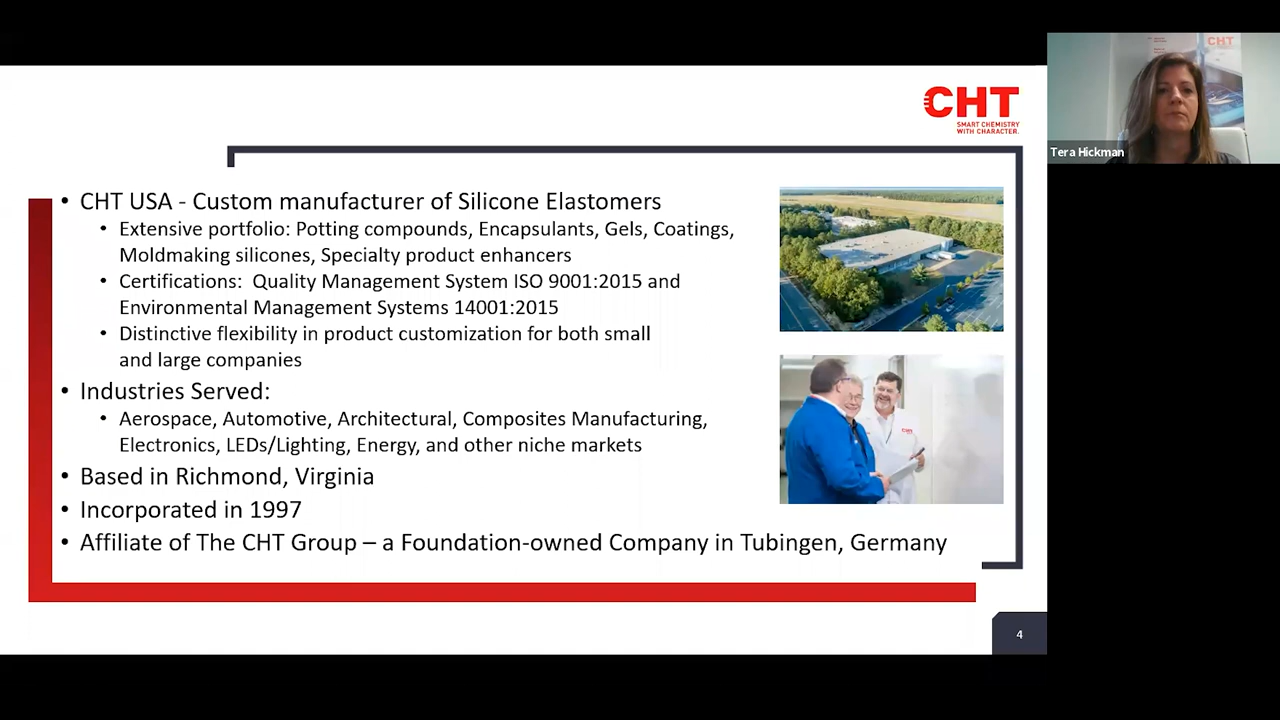 CHT
SMART CHEMISTRY
WITH CHARACTER.
CHT
Tera Hickman
• CHT USA - Custom manufacturer of Silicone Elastomers
• Extensive portfolio: Potting compounds, Encapsulants, Gels, Coatings,
Moldmaking silicones, Specialty product enhancers
• Certifications:  Quality Management System ISO 9001:2015 and
Environmental Management Systems 14001:2015
• Distinctive flexibility in product customization for both small
and large companies
• Industries Served:
• Aerospace, Automotive, Architectural, Composites Manufacturing,
Electronics, LEDs/Lighting, Energy, and other niche markets
• Based in Richmond, Virginia
• Incorporated in 1997
• Affiliate of The CHT Group – a Foundation-owned Company in Tubingen, Germany
CHT
4